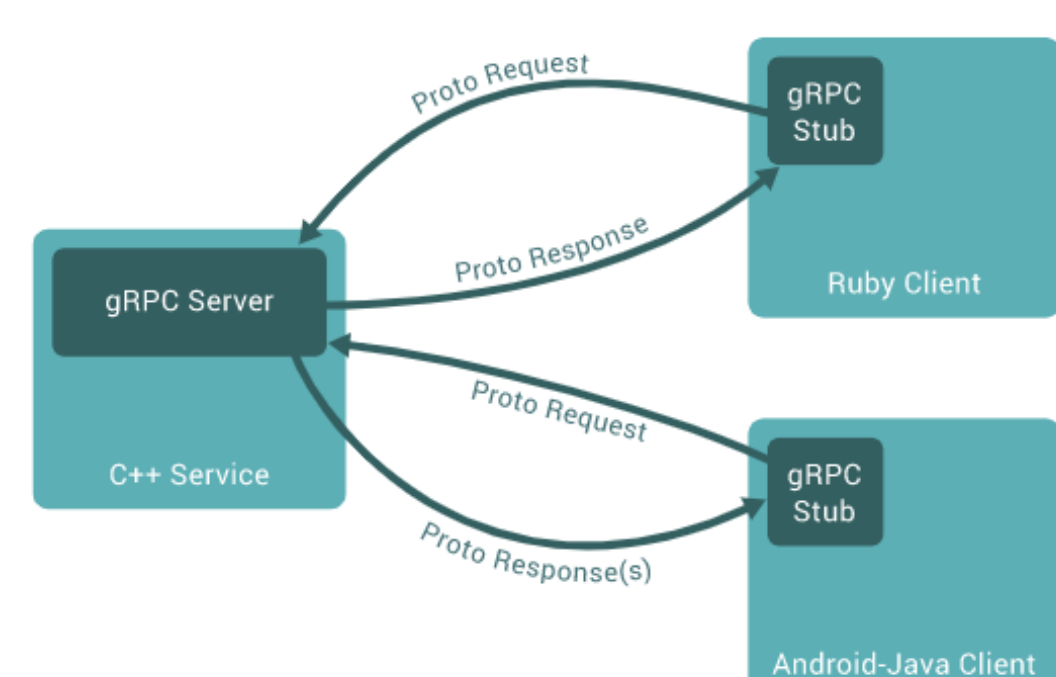 Proto Request
gRPC
Stub
Proto Response
Ruby Client
gRPC Server
C++ Service
Proto Request
gRPC
Stub
Proto Response(s)
Android-Java Client